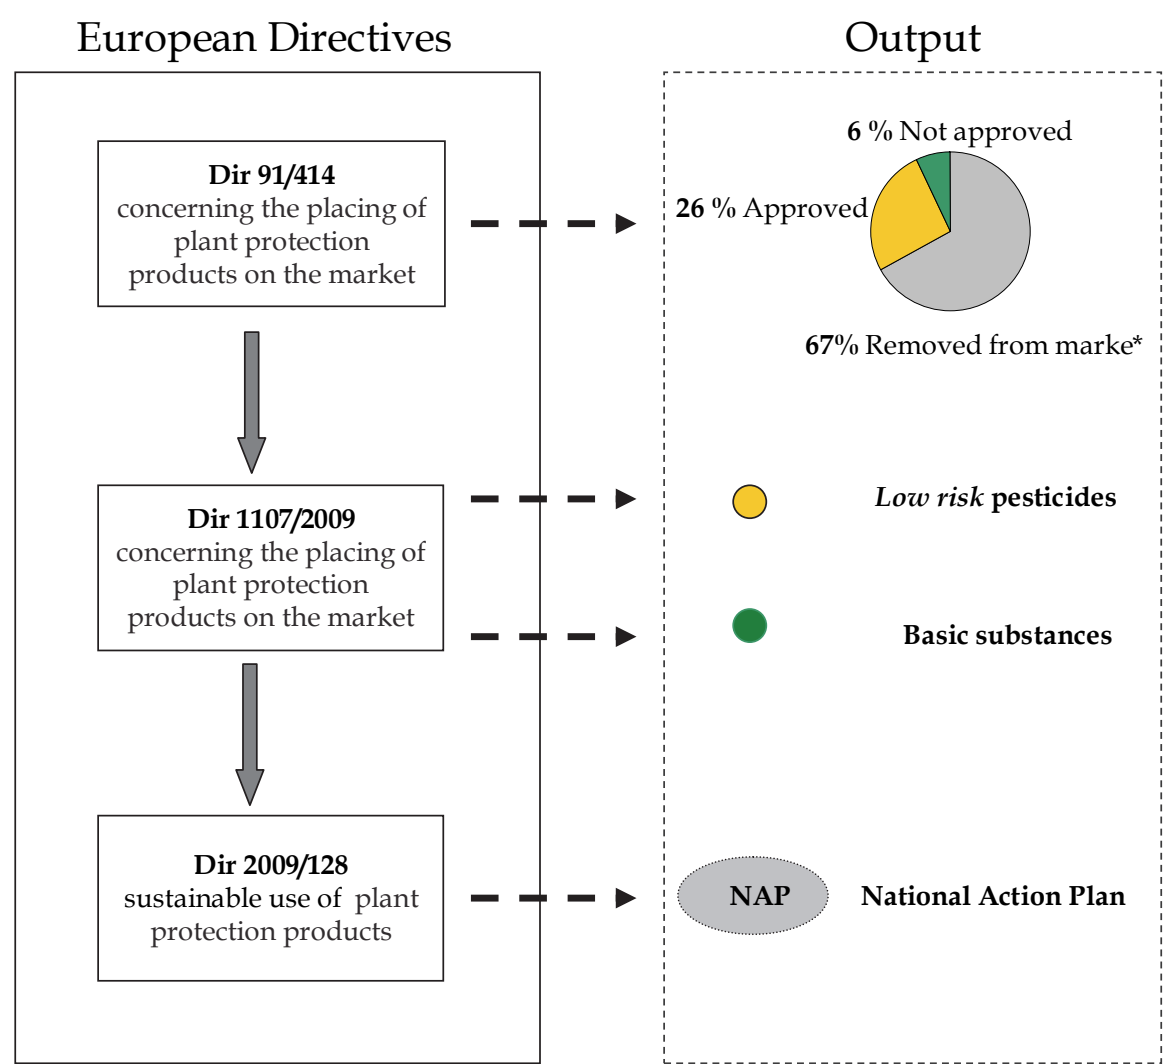 European Directives
Output
Dir 91/414
concerning the placing of
plant protection
products on the market
6 % Not approved
26 % Approved
67% Removed from marke*
Dir 1107/2009
concerning the placing of
plant protection
products on the market
Low risk pesticides
Basic substances
Dir 2009/128
sustainable use of plant
protection products
NAP
National Action Plan